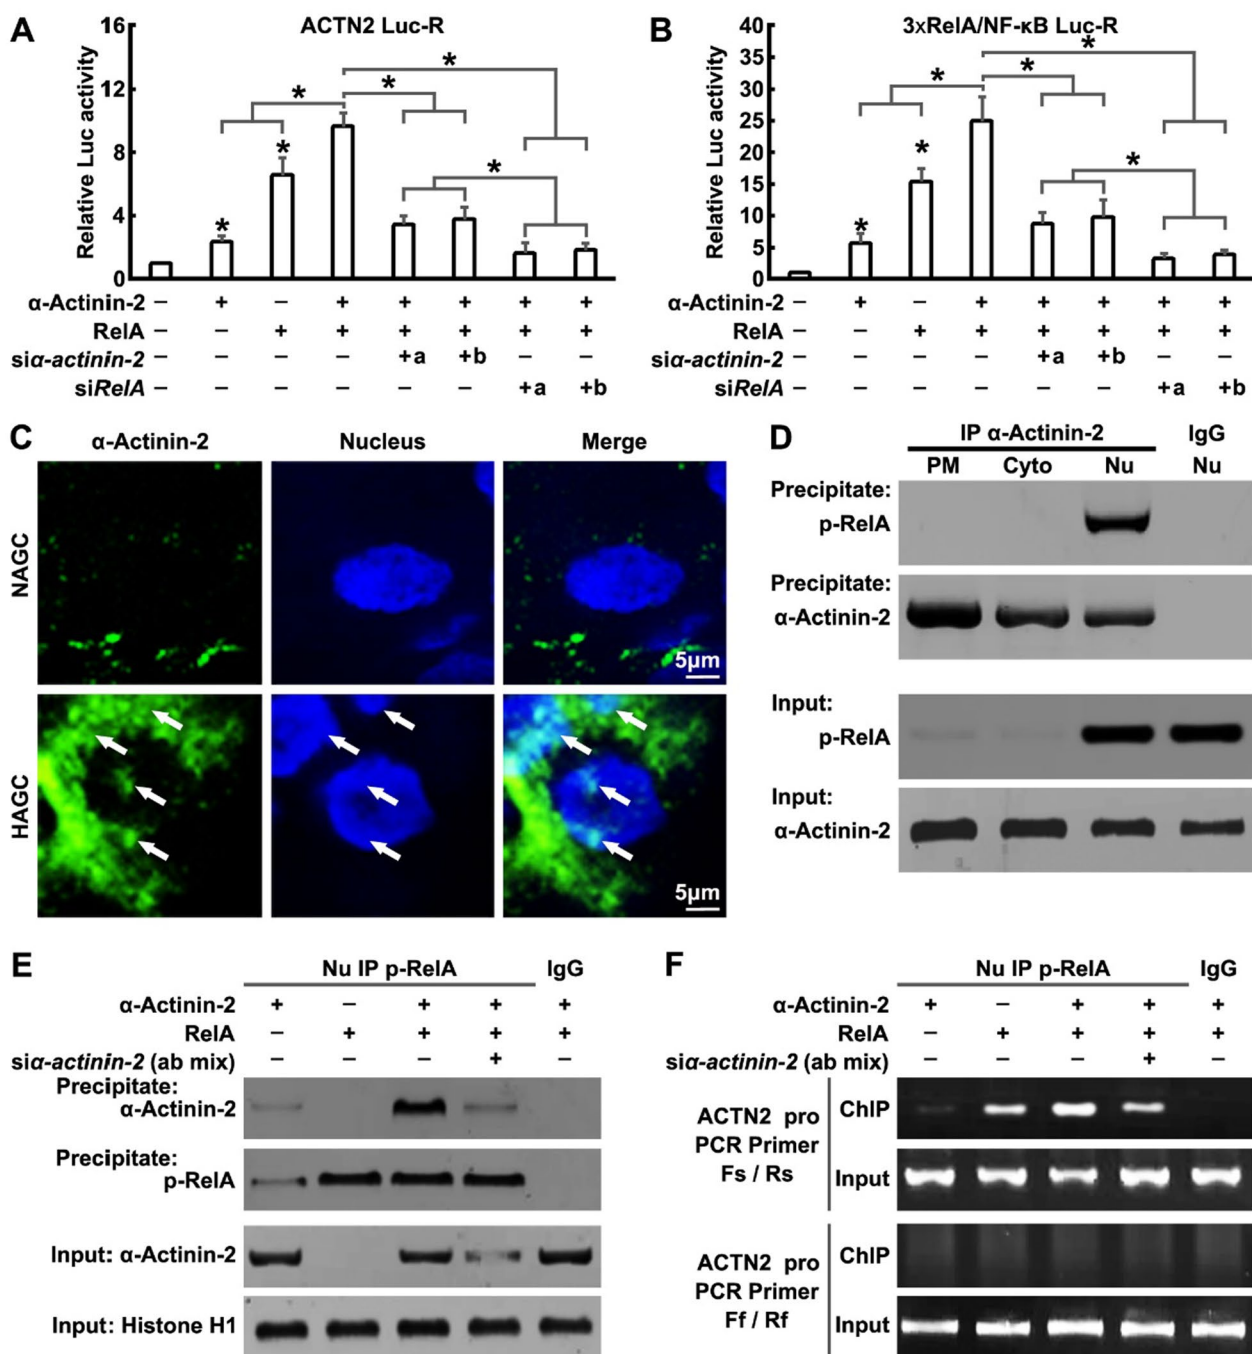 A
ACTN2 Luc-R
Relative Luc activity
16
12
8
4
0
* * * * * *
α-Actinin-2 – + – + + + + +
RelA – – + + + + + +
siα-actinin-2 – – – – +a +b – –
siRelA – – – – – – +a +b
B
3xRelA/NF-κB Luc-R
Relative Luc activity
40
35
30
25
20
15
10
5
0
* * * * * *
α-Actinin-2 – + – + + + + +
RelA – – + + + + + +
siα-actinin-2 – – – – +a +b – –
siRelA – – – – – – +a +b
C
α-Actinin-2 Nucleus Merge
NAGC
5μm
HAGC
5μm
D
IP α-Actinin-2 IgG
PM Cyto Nu Nu
Precipitate:
p-RelA
Precipitate:
α-Actinin-2
Input:
p-RelA
Input:
α-Actinin-2
E
Nu IP p-RelA IgG
α-Actinin-2 + – + + +
RelA – + + + +
siα-actinin-2 (ab mix) – – – + –
Precipitate:
α-Actinin-2
Precipitate:
p-RelA
Input: α-Actinin-2
Input: Histone H1
F
Nu IP p-RelA IgG
α-Actinin-2 + – + + +
RelA – + + + +
siα-actinin-2 (ab mix) – – – + –
ACTN2 pro
PCR Primer
Fs / Rs
ChIP
Input
ACTN2 pro
PCR Primer
Ff / Rf
ChIP
Input